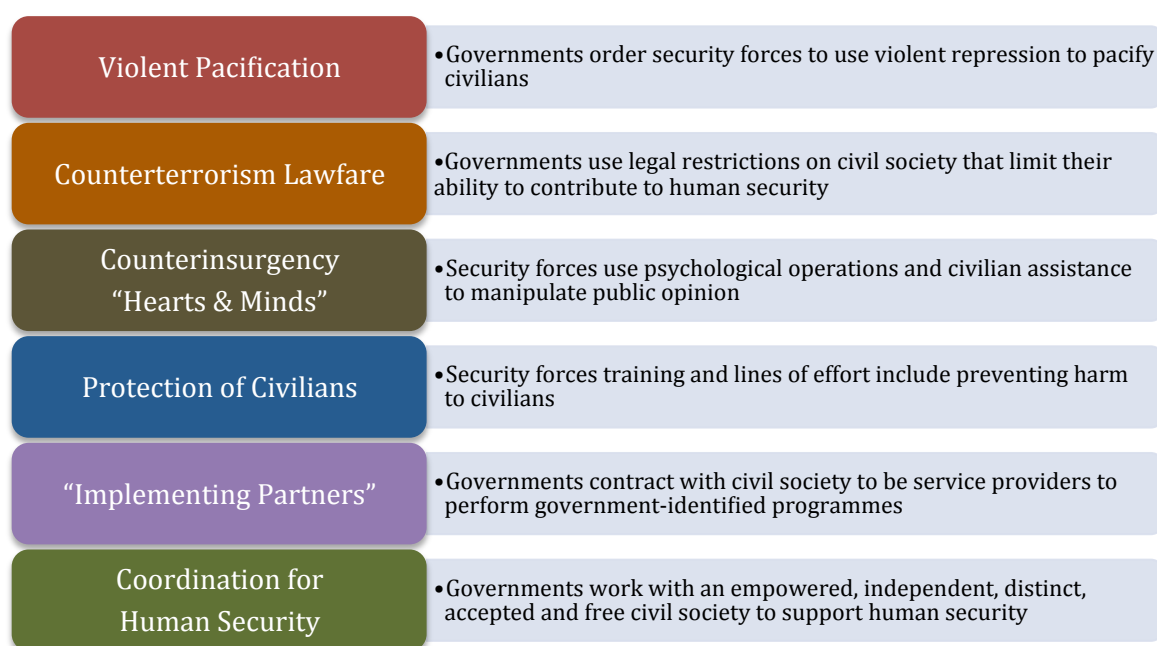 Violent Pacification
•Governments order security forces to use violent repression to pacify
civilians
Counterterrorism Lawfare
•Governments use legal restrictions on civil society that limit their
ability to contribute to human security
Counterinsurgency
“Hearts & Minds”
•Security forces use psychological operations and civilian assistance
to manipulate public opinion
Protection of Civilians
•Security forces training and lines of effort include preventing harm
to civilians
“Implementing Partners”
•Governments contract with civil society to be service providers to
perform government-identified programmes
Coordination for
Human Security
•Governments work with an empowered, independent, distinct,
accepted and free civil society to support human security